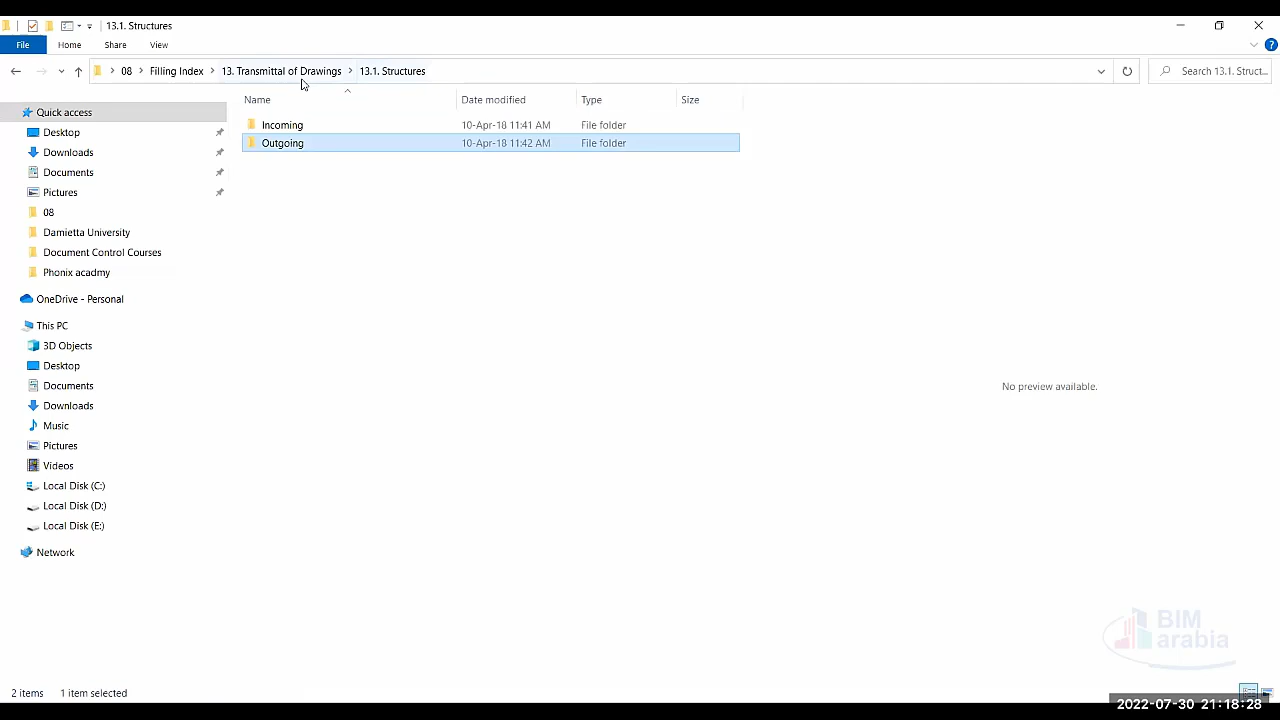 13.1. Structures
File Home Share View
08 Filling Index 13. Transmittal of Drawings 13.1. Structures
Search 13.1. Struct...
Name Date modified Type Size
Quick access
Desktop
Downloads
Documents
Pictures
08
Damietta University
Document Control Courses
Phonix acadmy
OneDrive - Personal
This PC
3D Objects
Desktop
Documents
Downloads
Music
Pictures
Videos
Local Disk (C:)
Local Disk (D:)
Local Disk (E:)
Network
Incoming 10-Apr-18 11:41 AM File folder
Outgoing 10-Apr-18 11:42 AM File folder
No preview available.
BIM
arabia
2 items 1 item selected
2022-07-30 21:18:28